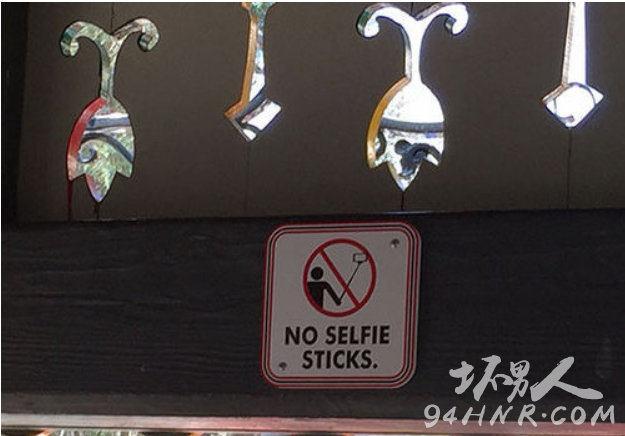 NO SELFIE
STICKS.
坏男人
94HNR.COM